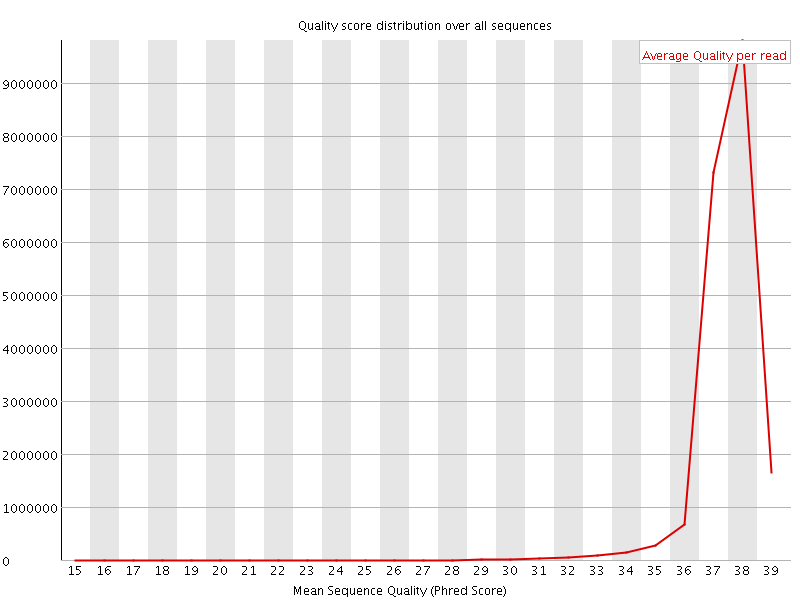 Quality score distribution over all sequences
Average Quality per read
9000000
8000000
7000000
6000000
5000000
4000000
3000000
2000000
1000000
0
15 16 17 18 19 20 21 22 23 24 25 26 27 28 29 30 31 32 33 34 35 36 37 38 39
Mean Sequence Quality (Phred Score)